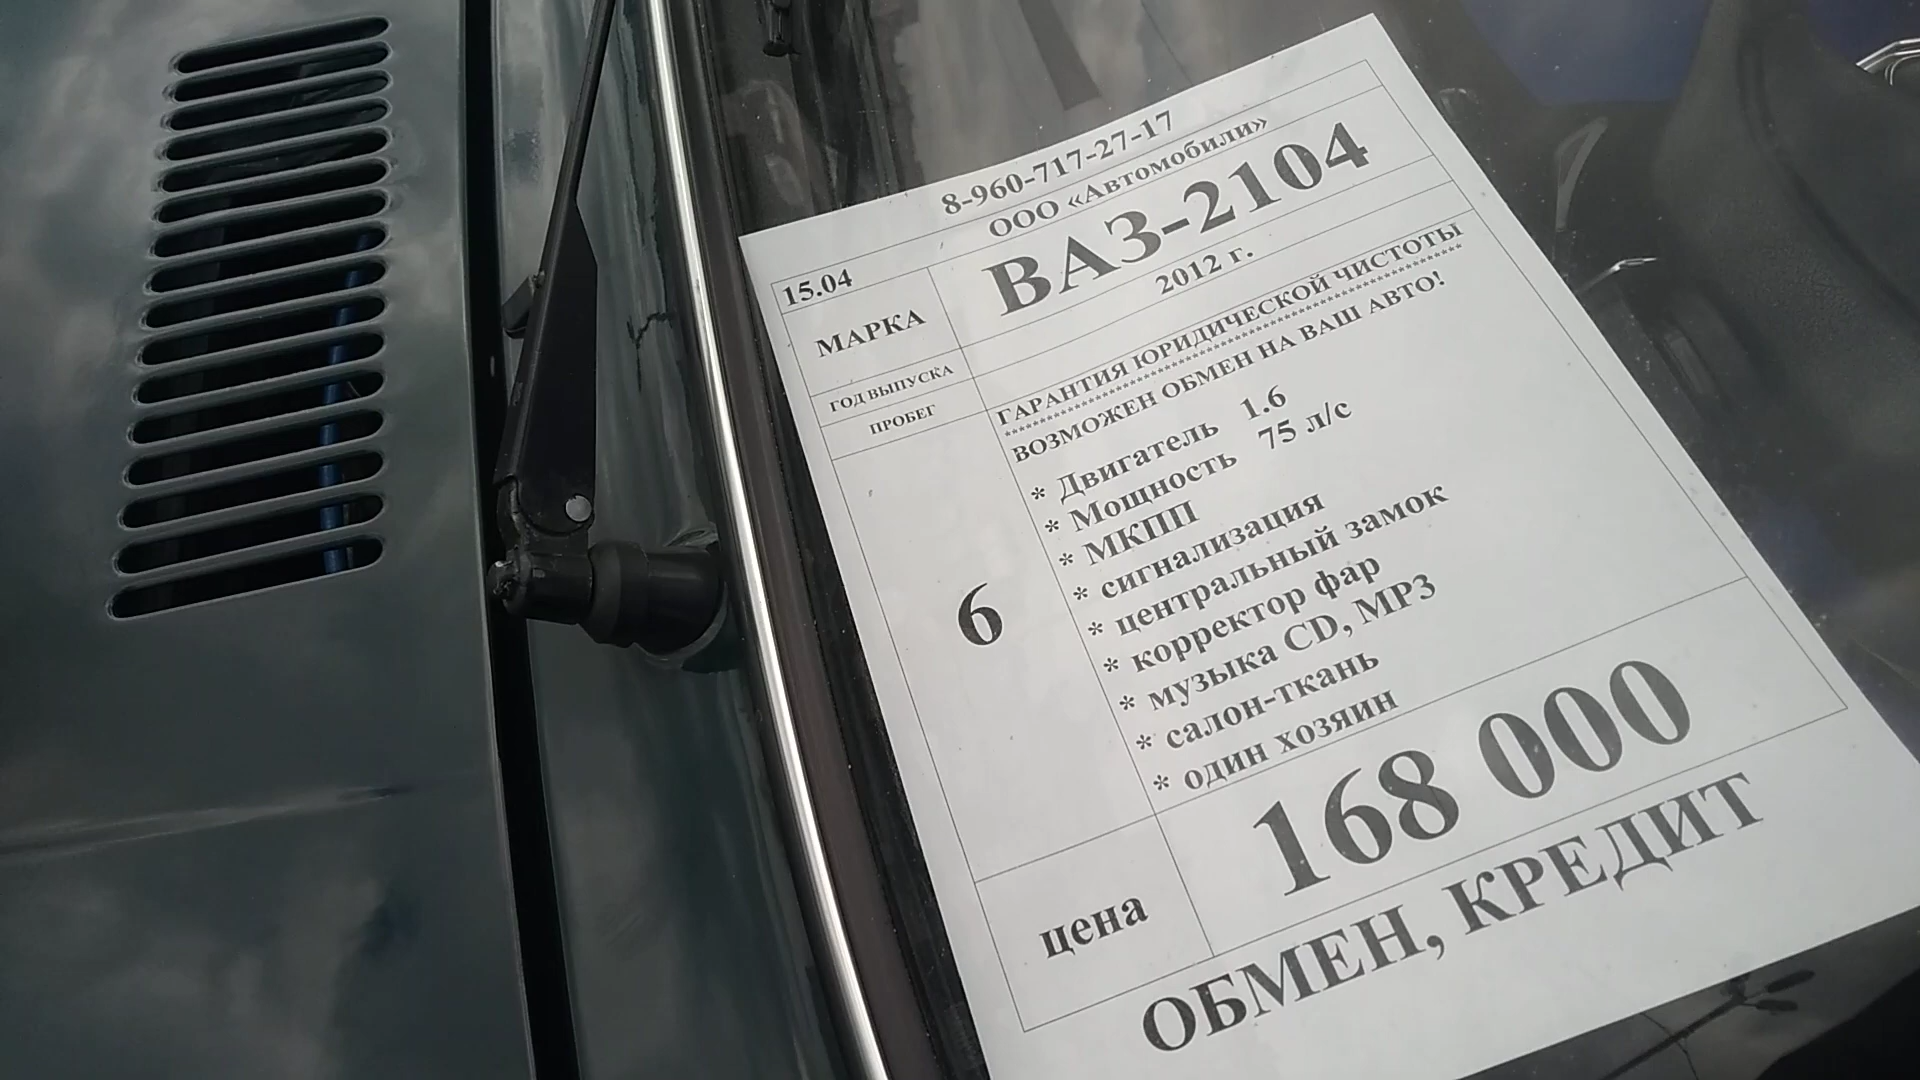 8-960-717-27-17
ООО «Автомобили»
15.04
МАРКА ВАЗ-2104
ГОД ВЫПУСКА 2012 г.
ПРОБЕГ
ГАРАНТИЯ ЮРИДИЧЕСКОЙ ЧИСТОТЫ
ВОЗМОЖЕН ОБМЕН НА ВАШ АВТО!
6
* Двигатель 1.6
* Мощность 75 л/с
* МКПП
* сигнализация
* центральный замок
* корректор фар
* музыка CD, MP3
* салон-ткань
* один хозяин
цена 168 000
ОБМЕН, КРЕДИТ